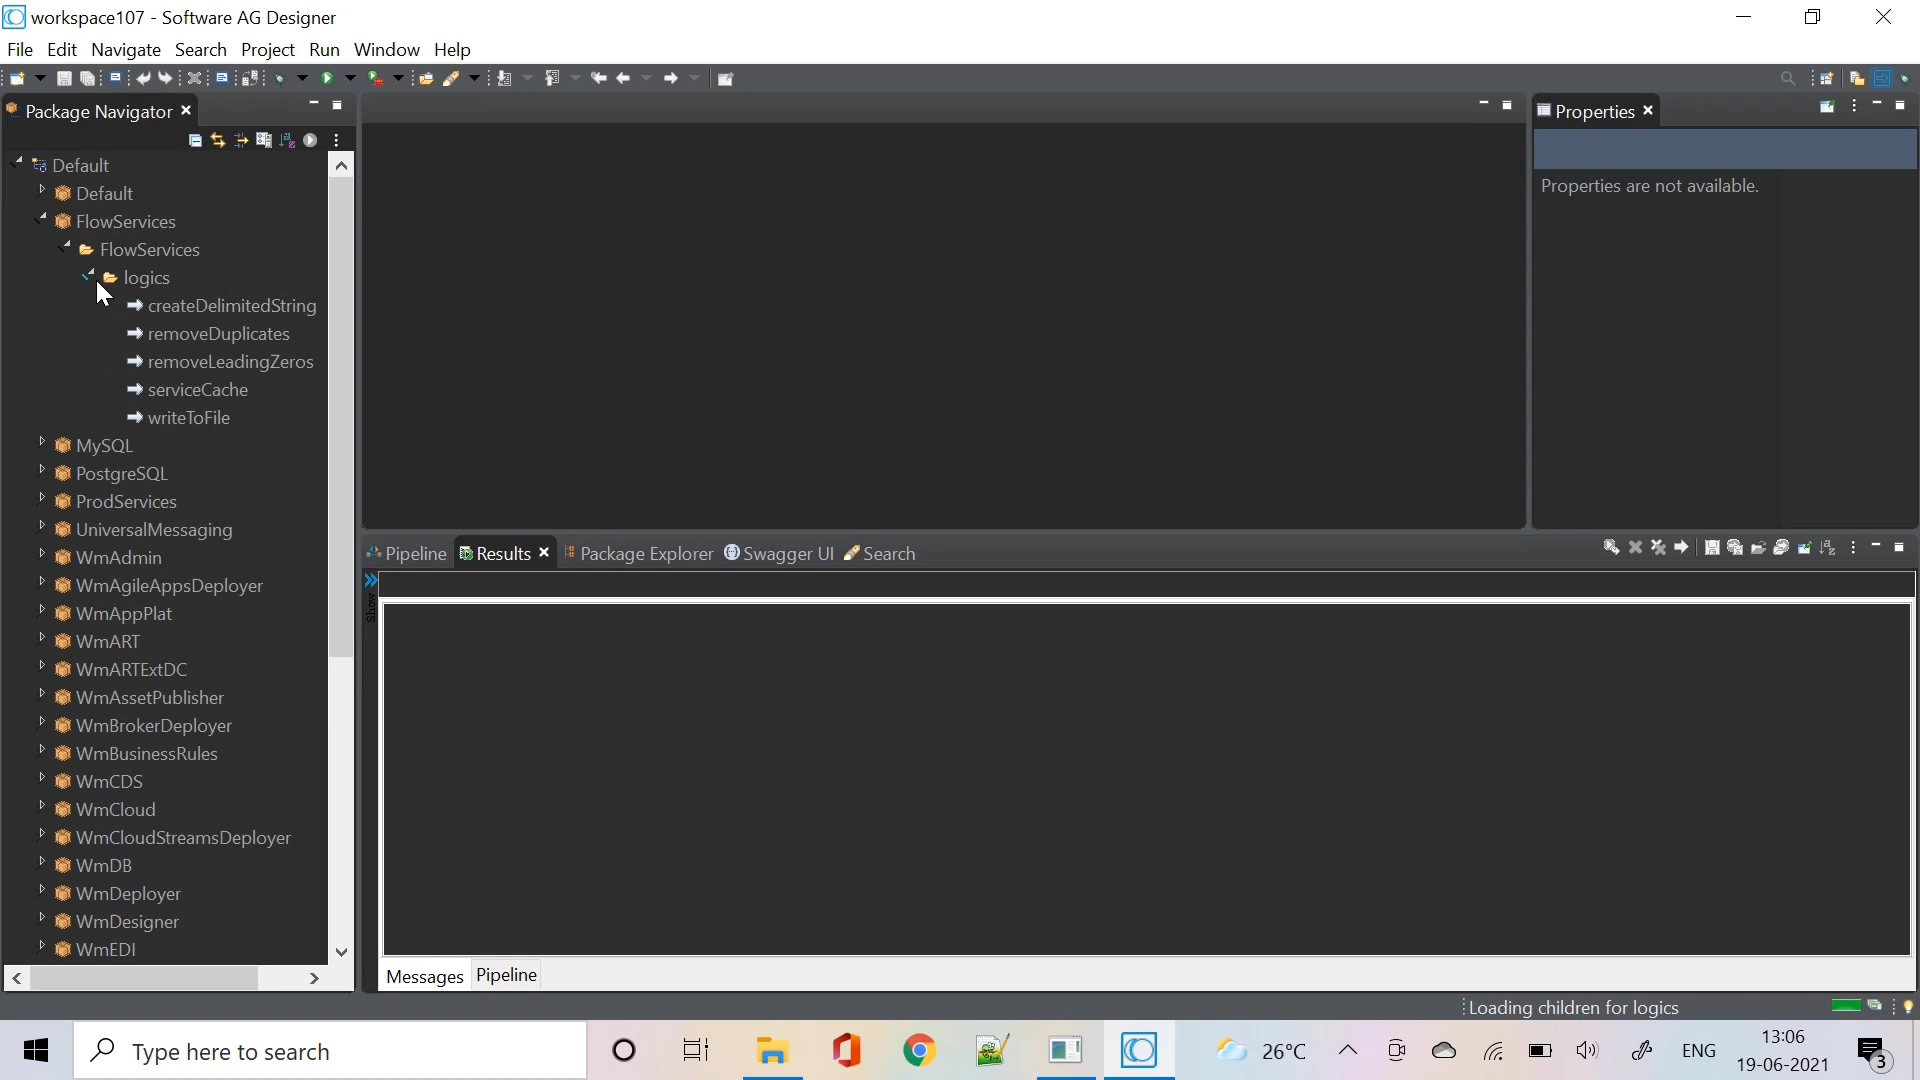 workspace107 - Software AG Designer
File Edit Navigate Search Project Run Window Help
Package Navigator
Properties
Default
Default
FlowServices
FlowServices
logics
createDelimitedString
removeDuplicates
removeLeadingZeros
serviceCache
writeToFile
MySQL
PostgreSQL
ProdServices
UniversalMessaging
WmAdmin
WmAgileAppsDeployer
WmAppPlat
WmART
WmARTExtDC
WmAssetPublisher
WmBrokerDeployer
WmBusinessRules
WmCDS
WmCloud
WmCloudStreamsDeployer
WmDB
WmDeployer
WmDesigner
WmEDI
Properties are not available.
Pipeline Results Package Explorer Swagger UI Search
Show
Messages Pipeline
Loading children for logics
Type here to search
26°C
ENG
13:06
19-06-2021
3